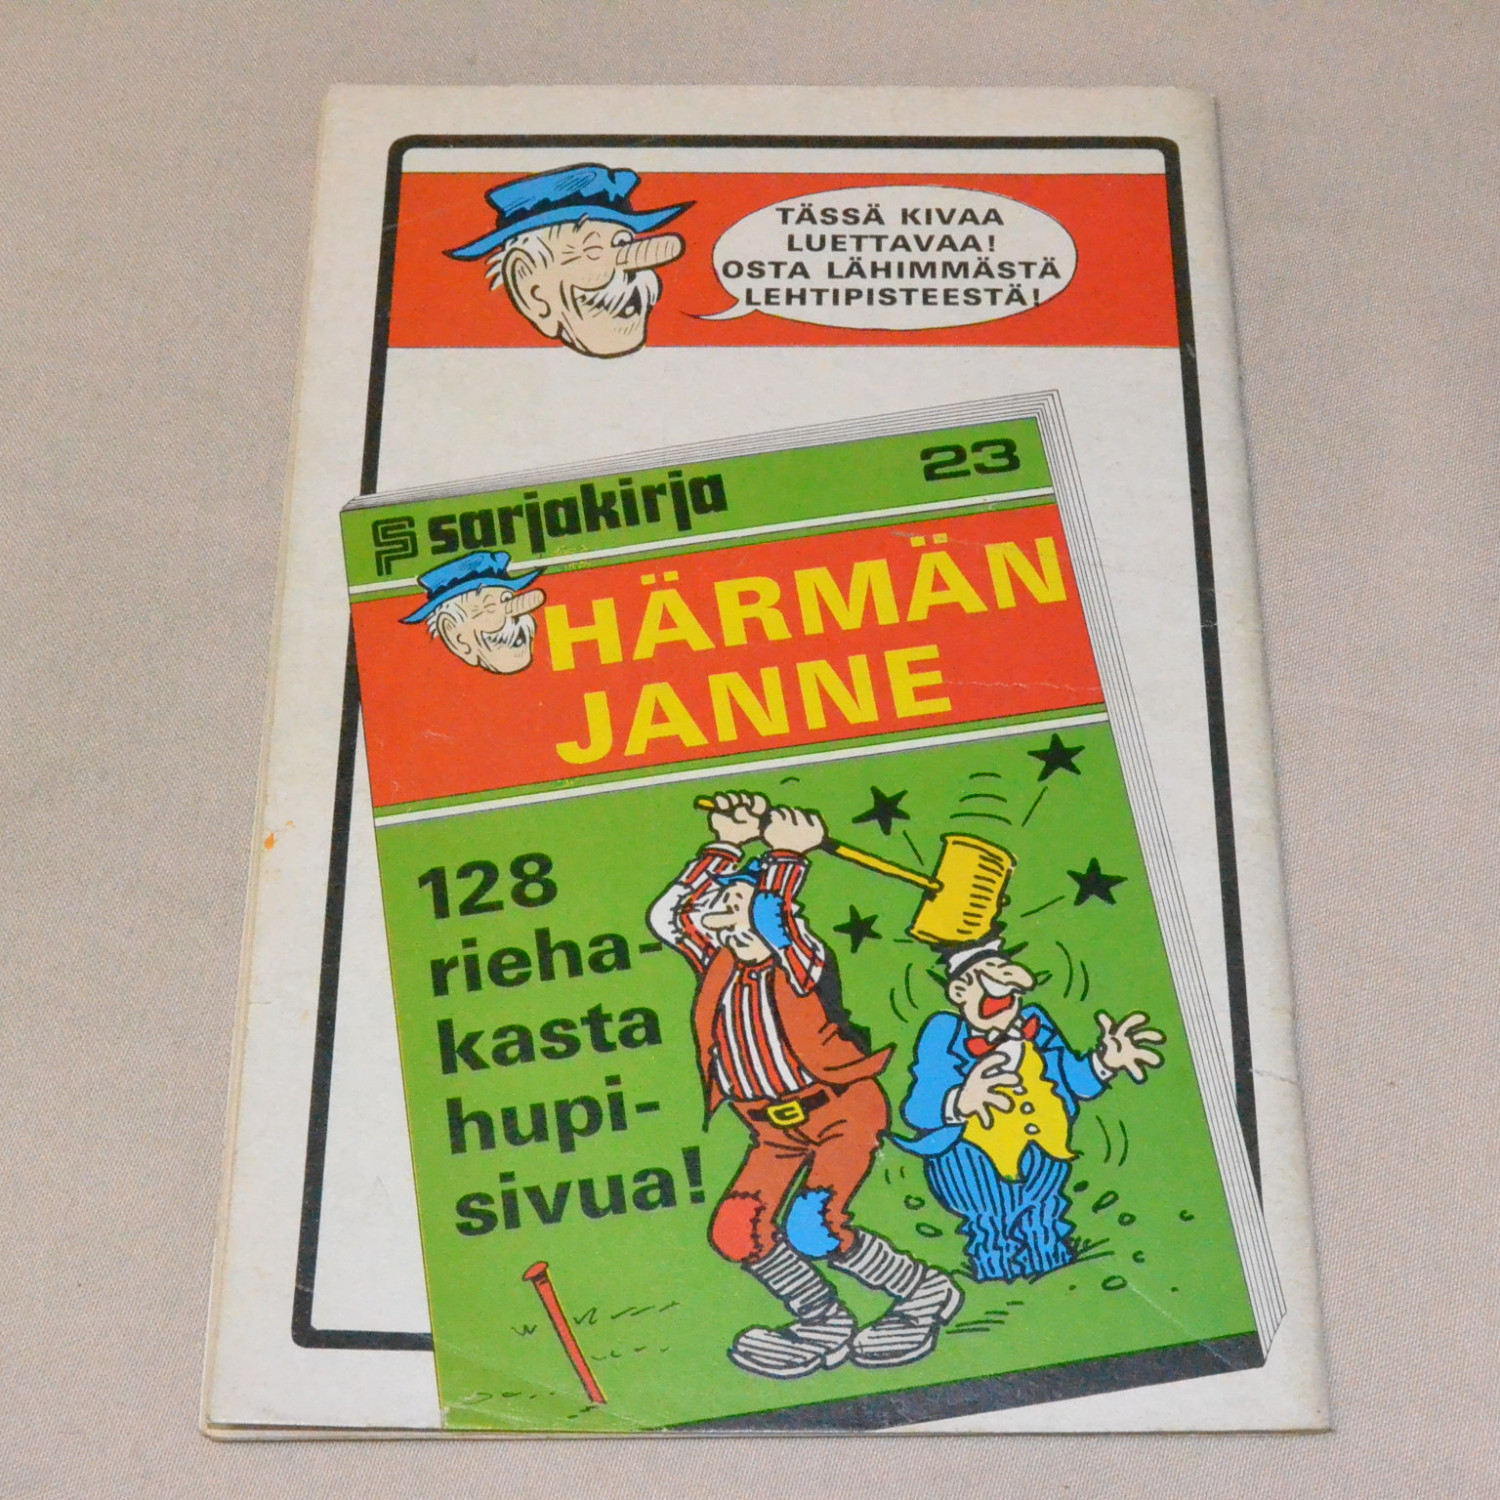 TÄSSÄ KIVAA
LUETTAVAA!
OSTA LÄHIMMÄSTÄ
LEHTIPISTEESTÄ!
sarjakirja 23
HÄRMÄN
JANNE
128
rieha-
kasta
hupi-
sivua!